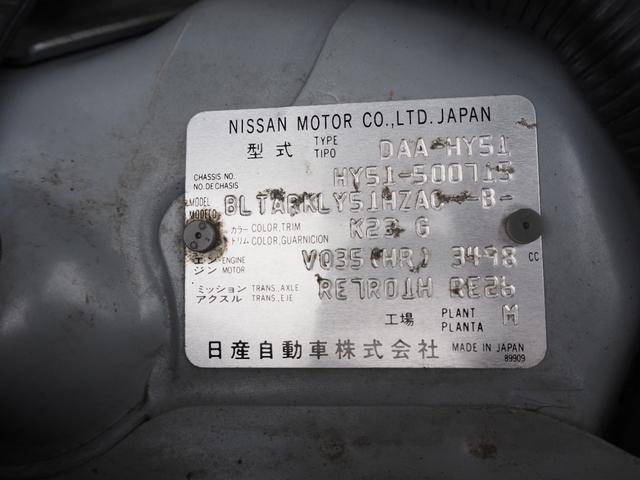 NISSAN MOTOR CO.,LTD. JAPAN
型式 TYPE TIPO DAA-HY51
CHASSIS NO. NO.DE CHASIS HY51-500715
MODEL MODELO BLTARKLY51HZAC--B-
カラー COLOR,TRIM トリム COLOR,GUARNICION K23 G
エンジン ENGINE MOTOR VQ35(HR) 3498 CC
ミッション TRANS.,AXLE アクスル TRANS.,EJE RE7R01H RE26
工場 PLANT PLANTA M
日産自動車株式会社 MADE IN JAPAN
89909